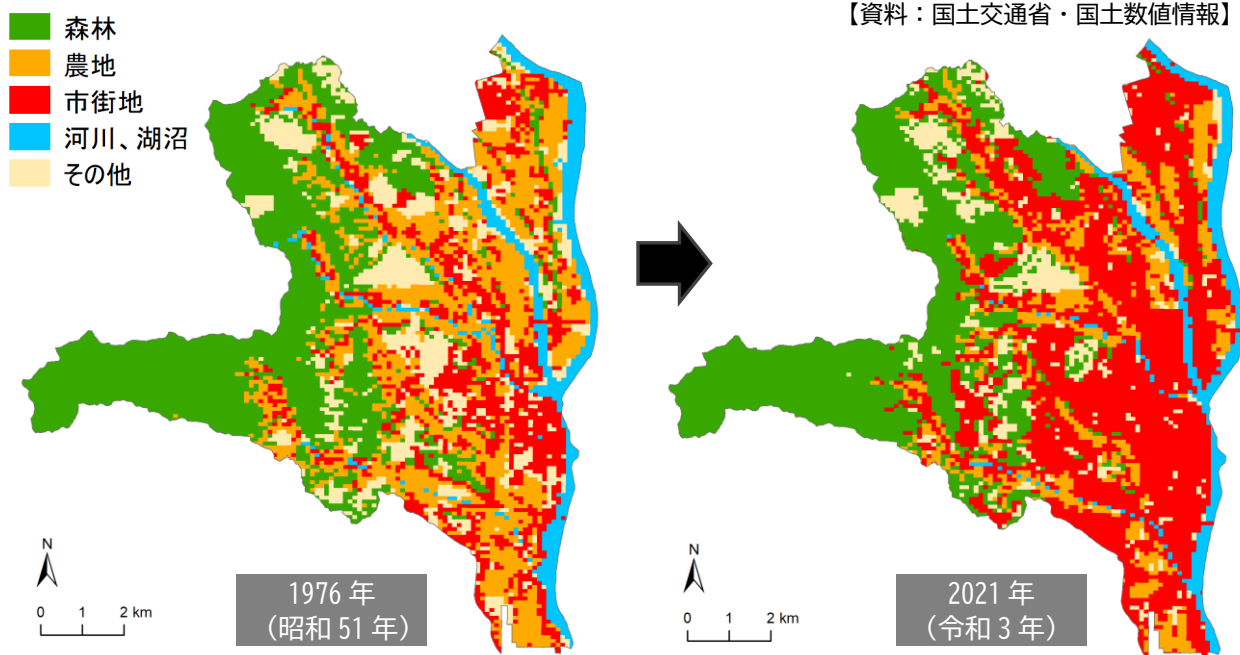 【資料：国土交通省・国土数値情報】
森林
農地
市街地
河川、湖沼
その他
N
0 1 2 km
1976 年
（昭和 51 年）
N
0 1 2 km
2021 年
（令和 3 年）